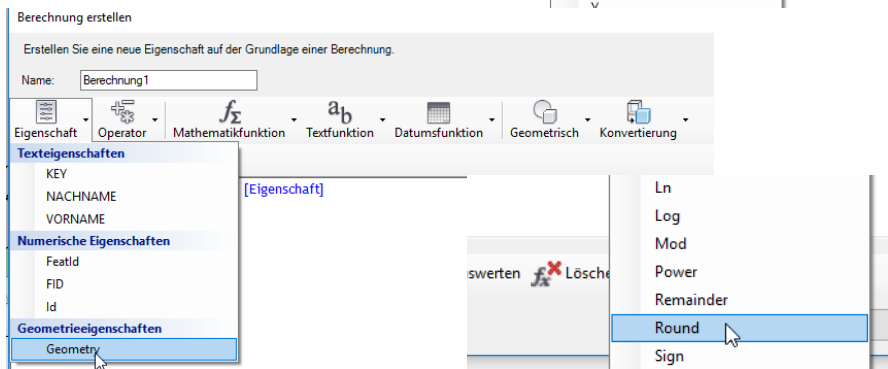 Y
Berechnung erstellen
Erstellen Sie eine neue Eigenschaft auf der Grundlage einer Berechnung.
Name: Berechnung1
Eigenschaft Operator Mathematikfunktion Textfunktion Datumsfunktion Geometrisch Konvertierung
Texteigenschaften
KEY
NACHNAME
VORNAME
Numerische Eigenschaften
FeatId
FID
Id
Geometrieeigenschaften
Geometry
[Eigenschaft]
swerten Lösche
Ln
Log
Mod
Power
Remainder
Round
Sign